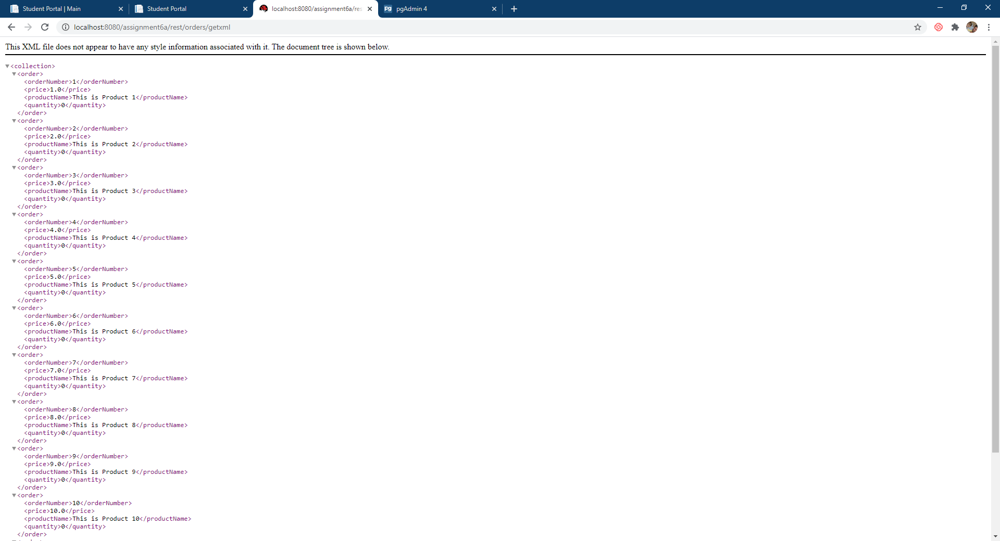 Student Portal | Main
Student Portal
localhost:8080/assignment6a/res
pgAdmin 4
localhost:8080/assignment6a/rest/orders/getxml
This XML file does not appear to have any style information associated with it. The document tree is shown below.
<collection>
<order>
<orderNumber>1</orderNumber>
<price>1.0</price>
<productName>This is Product 1</productName>
<quantity>0</quantity>
</order>
<order>
<orderNumber>2</orderNumber>
<price>2.0</price>
<productName>This is Product 2</productName>
<quantity>0</quantity>
</order>
<order>
<orderNumber>3</orderNumber>
<price>3.0</price>
<productName>This is Product 3</productName>
<quantity>0</quantity>
</order>
<order>
<orderNumber>4</orderNumber>
<price>4.0</price>
<productName>This is Product 4</productName>
<quantity>0</quantity>
</order>
<order>
<orderNumber>5</orderNumber>
<price>5.0</price>
<productName>This is Product 5</productName>
<quantity>0</quantity>
</order>
<order>
<orderNumber>6</orderNumber>
<price>6.0</price>
<productName>This is Product 6</productName>
<quantity>0</quantity>
</order>
<order>
<orderNumber>7</orderNumber>
<price>7.0</price>
<productName>This is Product 7</productName>
<quantity>0</quantity>
</order>
<order>
<orderNumber>8</orderNumber>
<price>8.0</price>
<productName>This is Product 8</productName>
<quantity>0</quantity>
</order>
<order>
<orderNumber>9</orderNumber>
<price>9.0</price>
<productName>This is Product 9</productName>
<quantity>0</quantity>
</order>
<order>
<orderNumber>10</orderNumber>
<price>10.0</price>
<productName>This is Product 10</productName>
<quantity>0</quantity>
</order>